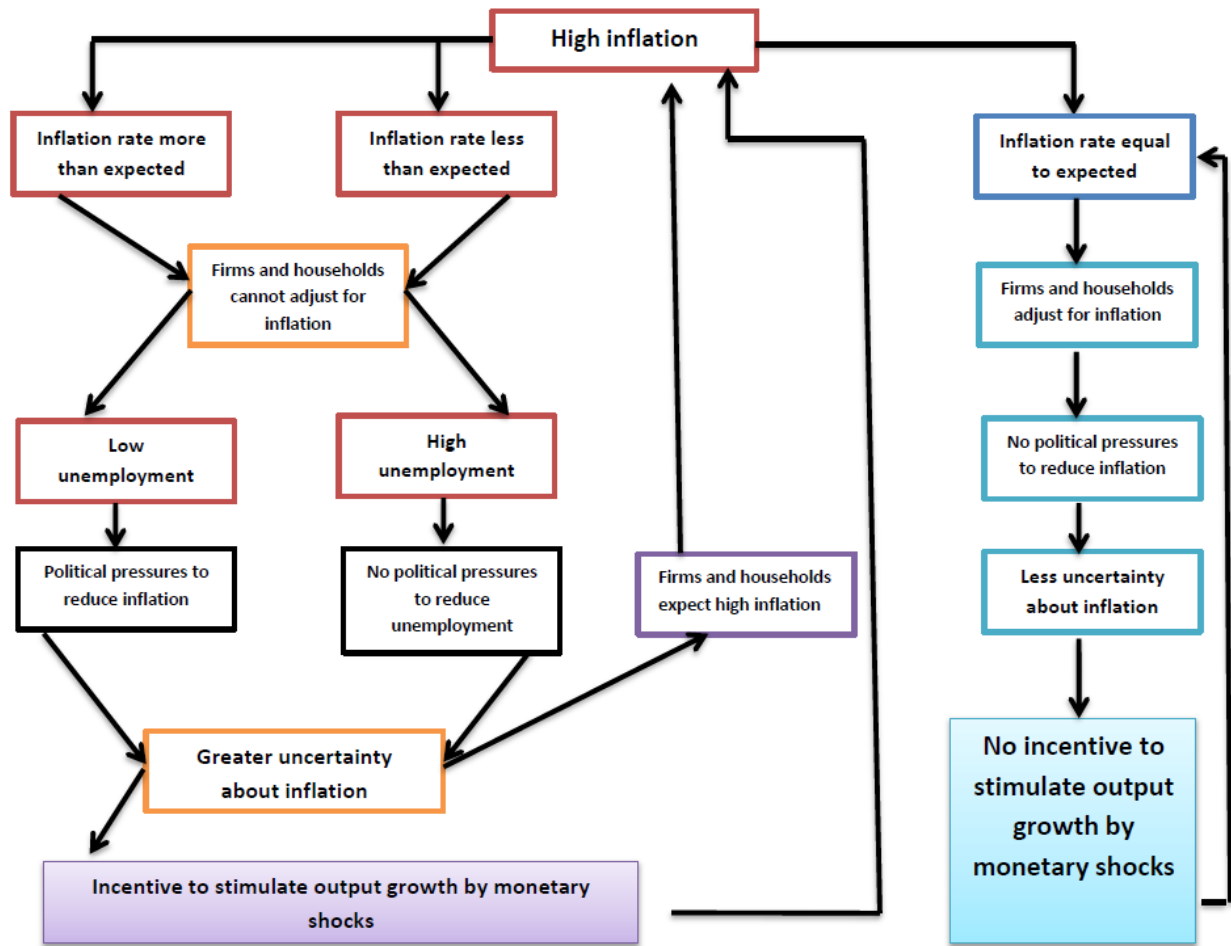 High inflation
Inflation rate more
than expected
Inflation rate less
than expected
Inflation rate equal
to expected
Firms and households
cannot adjust for
inflation
Firms and households
adjust for inflation
Low
unemployment
High
unemployment
No political pressures
to reduce inflation
Political pressures to
reduce inflation
No political pressures
to reduce
unemployment
Firms and households
expect high inflation
Less uncertainty
about inflation
Greater uncertainty
about inflation
No incentive to
stimulate output
growth by
monetary shocks
Incentive to stimulate output growth by monetary
shocks